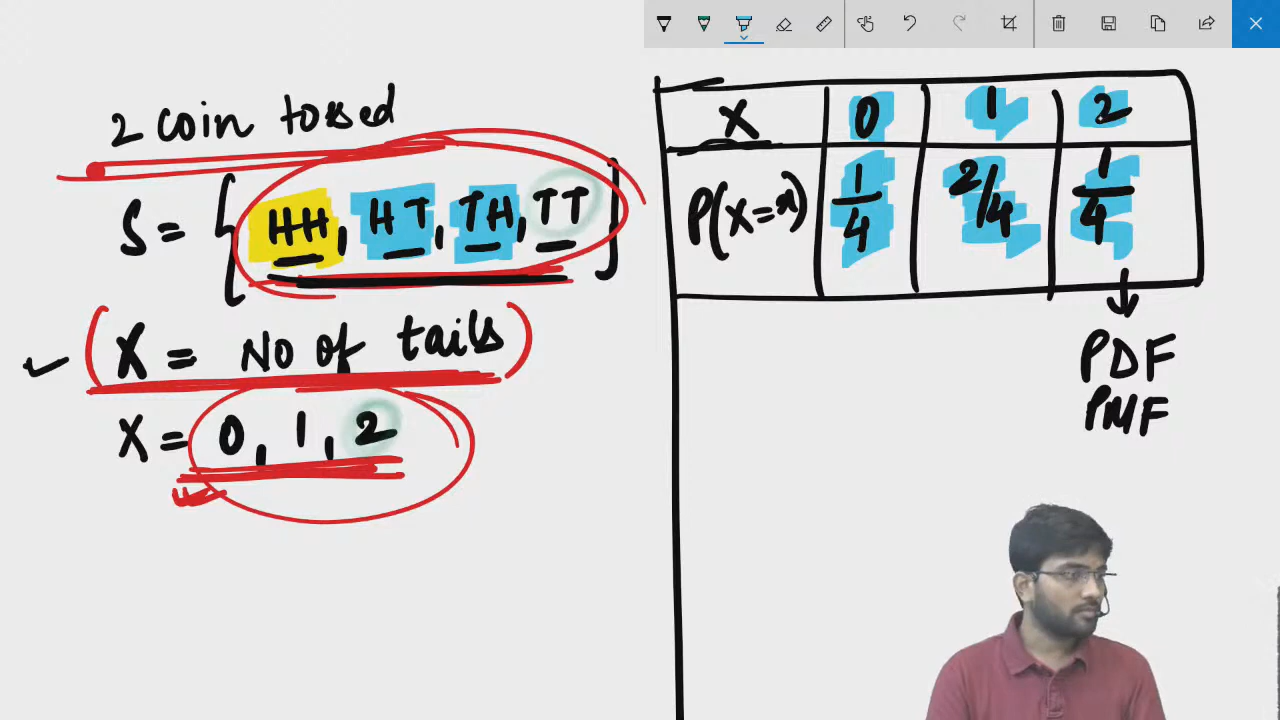 2 coin tossed
S = { HH, HT, TH, TT }
(X = No of tails)
X = 0, 1, 2
X 0 1 2
P(X=x) 1/4 2/4 1/4
PDF
PMF